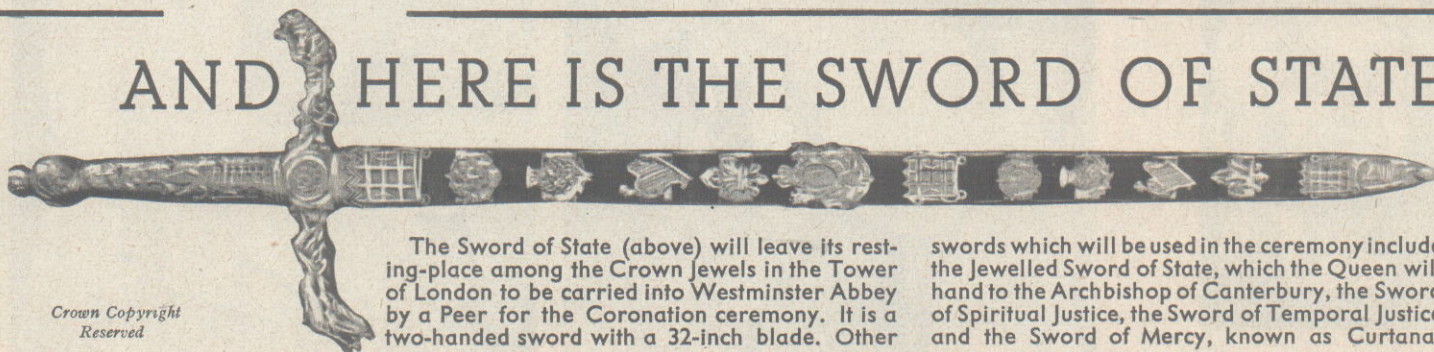 AND HERE IS THE SWORD OF STATE
The Sword of State (above) will leave its rest-
ing-place among the Crown Jewels in the Tower
of London to be carried into Westminster Abbey
by a Peer for the Coronation ceremony. It is a
two-handed sword with a 32-inch blade. Other
swords which will be used in the ceremony include
the Jewelled Sword of State, which the Queen wil
hand to the Archbishop of Canterbury, the Sword
of Spiritual Justice, the Sword of Temporal Justice
and the Sword of Mercy, known as Curtana.
Crown Copyright
Reserved